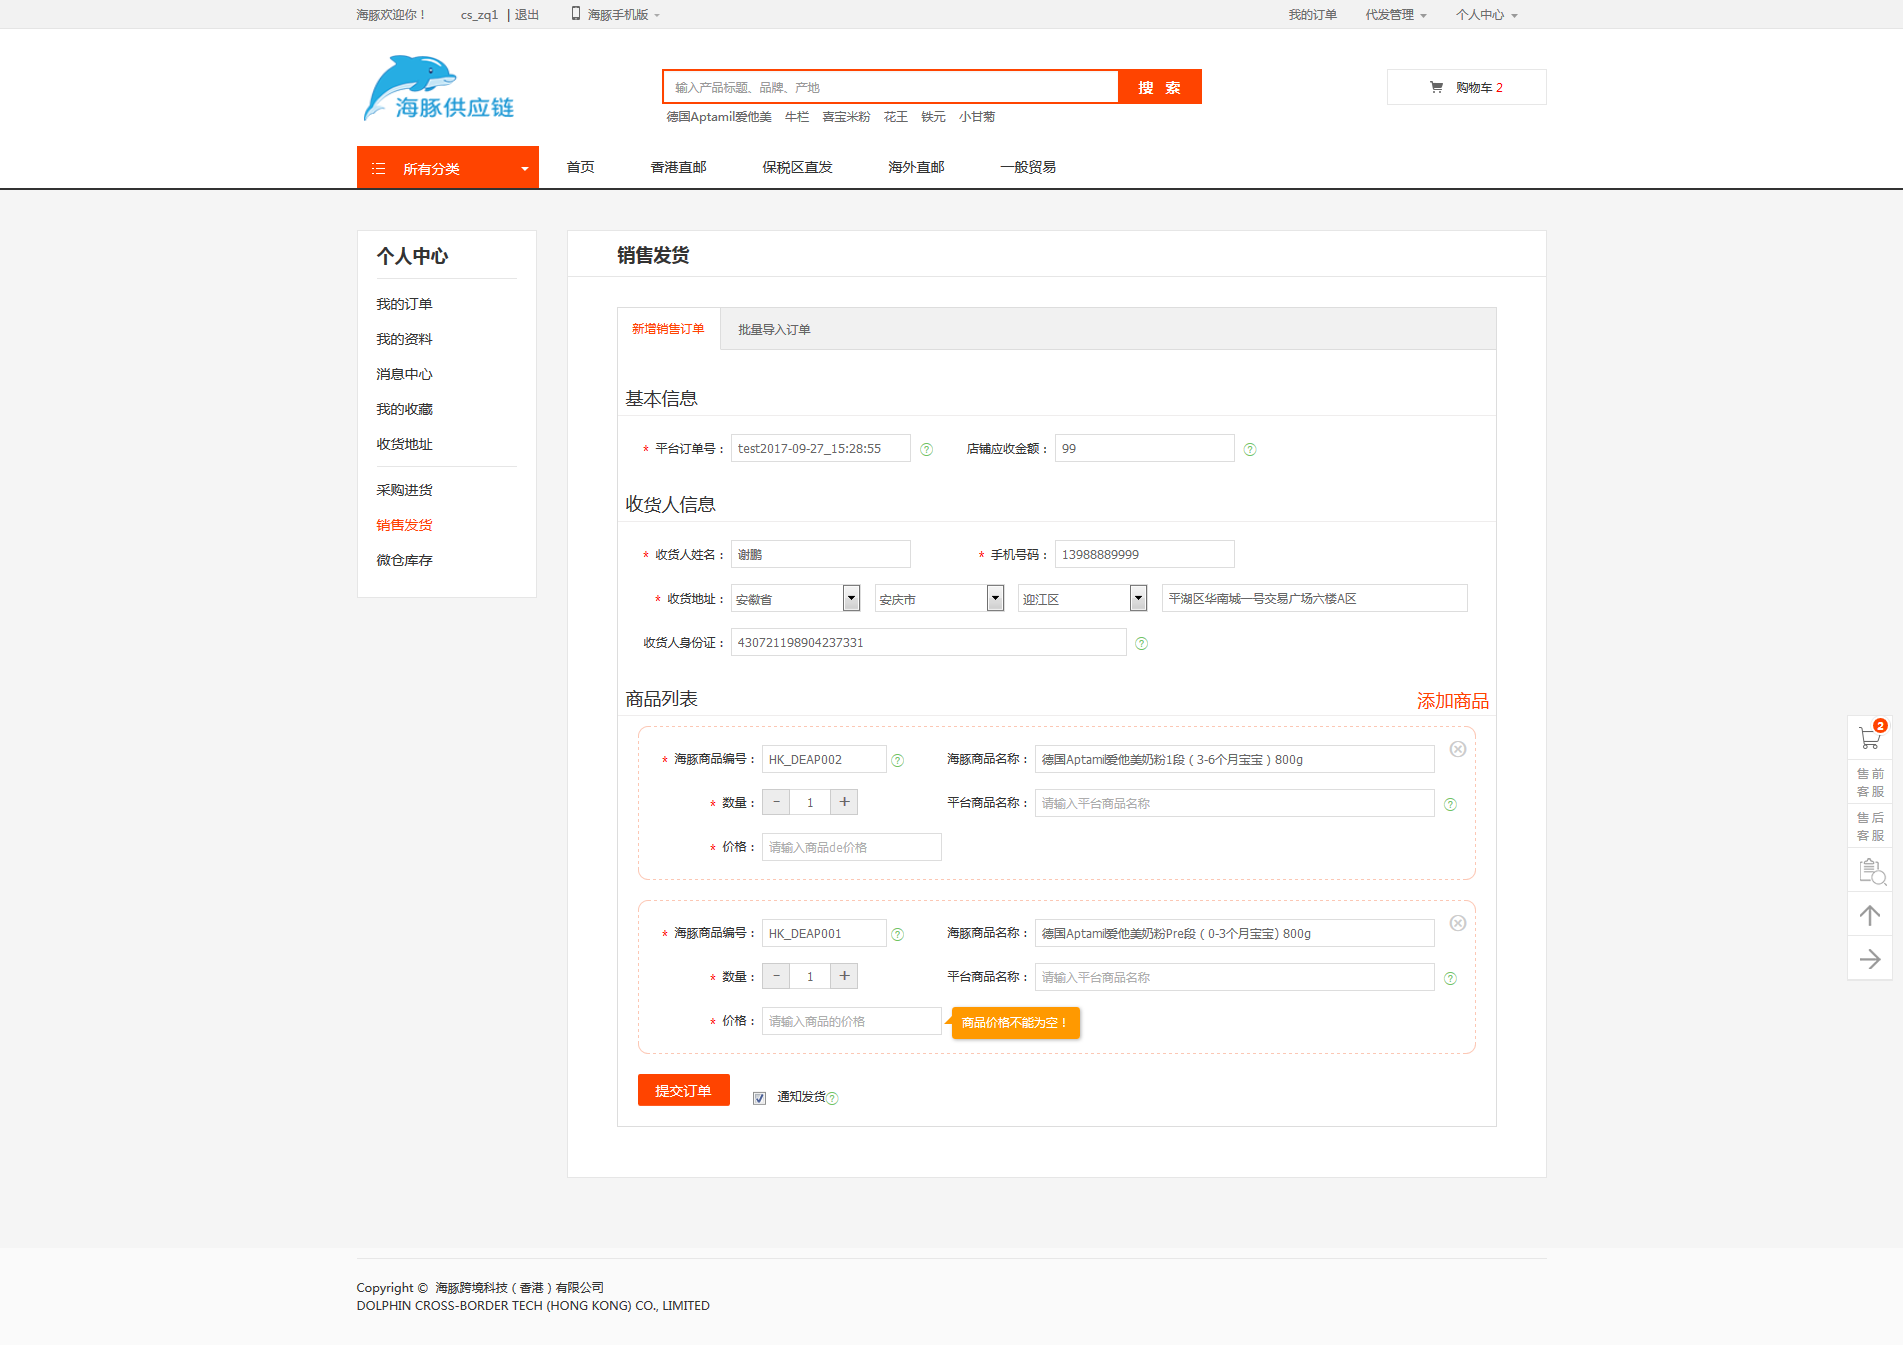 海豚欢迎你！ cs_zq1 | 退出 海豚手机版 我的订单 代发管理 个人中心
海豚供应链
输入产品标题、品牌、产地 搜 索 购物车 2
德国Aptamil爱他美 牛栏 喜宝米粉 花王 铁元 小甘菊
所有分类 首页 香港直邮 保税区直发 海外直邮 一般贸易
个人中心
我的订单
我的资料
消息中心
我的收藏
收货地址
采购进货
销售发货
微仓库存
销售发货
新增销售订单 批量导入订单
基本信息
* 平台订单号： test2017-09-27_15:28:55 ? 店铺应收金额： 99 ?
收货人信息
* 收货人姓名： 谢鹏 * 手机号码： 13988889999
* 收货地址： 安徽省 安庆市 迎江区 平湖区华南城一号交易广场六楼A区
收货人身份证： 430721198904237331 ?
商品列表 添加商品
* 海豚商品编号： HK_DEAP002 ? 海豚商品名称： 德国Aptamil爱他美奶粉1段（3-6个月宝宝）800g
* 数量： - 1 + 平台商品名称： 请输入平台商品名称 ?
* 价格： 请输入商品de价格
* 海豚商品编号： HK_DEAP001 ? 海豚商品名称： 德国Aptamil爱他美奶粉Pre段（0-3个月宝宝) 800g
* 数量： - 1 + 平台商品名称： 请输入平台商品名称 ?
* 价格： 请输入商品的价格 商品价格不能为空！
提交订单 通知发货 ?
2
售前
客服
售后
客服
Copyright © 海豚跨境科技（香港）有限公司
DOLPHIN CROSS-BORDER TECH (HONG KONG) CO., LIMITED